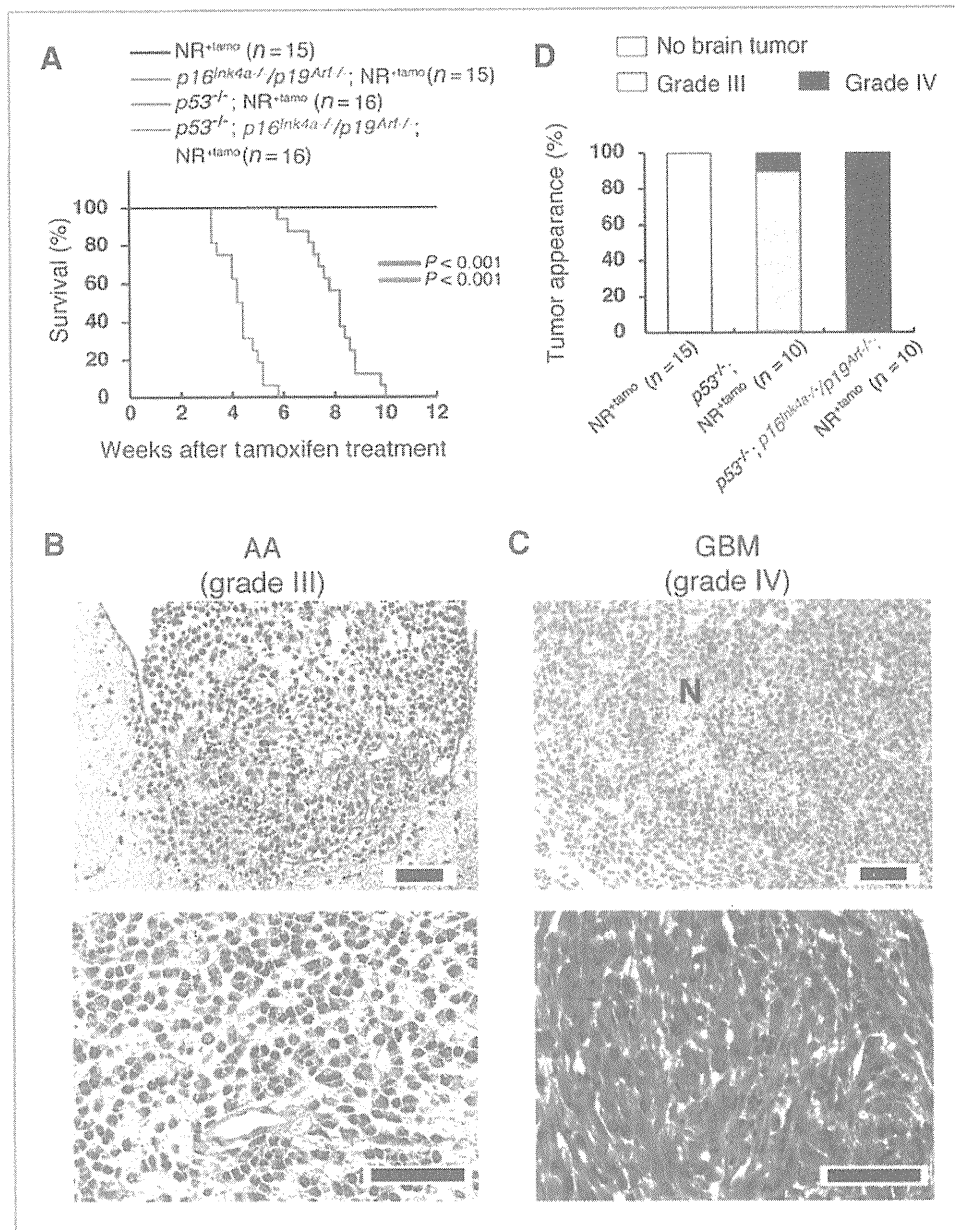 A
NR+tamo (n = 15)
p16Ink4a-/-/p19Arf-/-; NR+tamo (n = 15)
p53-/-; NR+tamo (n = 16)
p53-/-; p16Ink4a-/-/p19Arf-/-;
NR+tamo (n = 16)
Survival (%)
100
80
60
40
20
0
0 2 4 6 8 10 12
Weeks after tamoxifen treatment
P < 0.001
P < 0.001
D
No brain tumor
Grade III
Grade IV
Tumor appearance (%)
100
80
60
40
20
0
NR+tamo (n = 15)
p53-/-;
NR+tamo (n = 10)
p53-/-; p16Ink4a-/-/p19Arf-/-;
NR+tamo (n = 10)
B
AA
(grade III)
C
GBM
(grade IV)
N